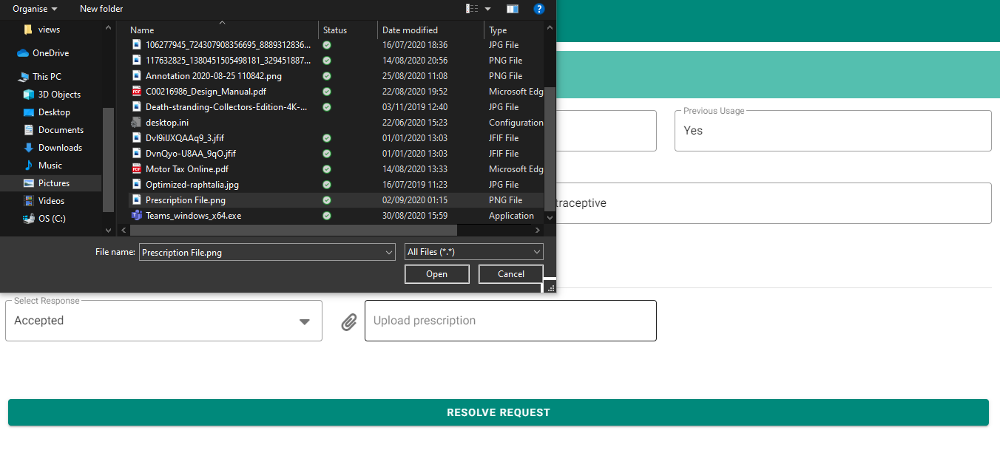 Organise New folder ?
views
OneDrive
This PC
3D Objects
Desktop
Documents
Downloads
Music
Pictures
Videos
OS (C:)
Name Status Date modified Type
106277945_724307908356695_8889312836... 16/07/2020 18:36 JPG File
117632825_1380451505498181_329451887... 14/08/2020 20:56 PNG File
Annotation 2020-08-25 110842.png 25/08/2020 11:08 PNG File
PDF C00216986_Design_Manual.pdf 22/08/2020 19:52 Microsoft Edg
Death-stranding-Collectors-Edition-4K-... 03/11/2019 12:40 JPG File
desktop.ini 22/06/2020 15:23 Configuration
DvI9iIJXQAAq9_3.jfif 01/01/2020 13:03 JFIF File
DvnQyo-U8AA_9qO.jfif 01/01/2020 13:03 JFIF File
PDF Motor Tax Online.pdf 14/08/2020 13:33 Microsoft Edg
Optimized-raphtalia.jpg 16/07/2019 11:23 JPG File
Prescription File.png 02/09/2020 01:15 PNG File
Teams_windows_x64.exe 30/08/2020 15:59 Application
File name: Prescription File.png All Files (*.*)
Open Cancel
Previous Usage
Yes
traceptive
Select Response
Accepted
Upload prescription
RESOLVE REQUEST